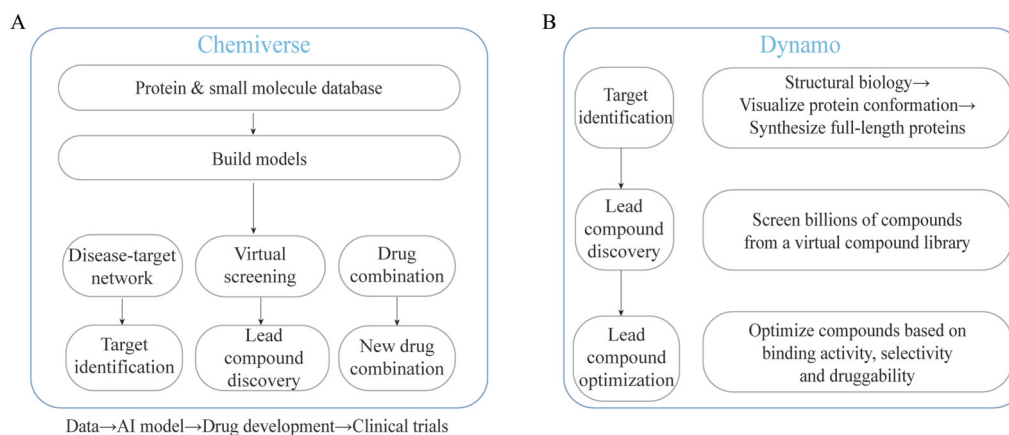 A
Chemiverse
Protein & small molecule database
Build models
Disease-target
network
Virtual
screening
Drug
combination
Target
identification
Lead
compound
discovery
New drug
combination
Data→AI model→Drug development→Clinical trials
B
Dynamo
Target
identification
Structural biology→
Visualize protein conformation→
Synthesize full-length proteins
Lead
compound
discovery
Screen billions of compounds
from a virtual compound library
Lead
compound
optimization
Optimize compounds based on
binding activity, selectivity
and druggability